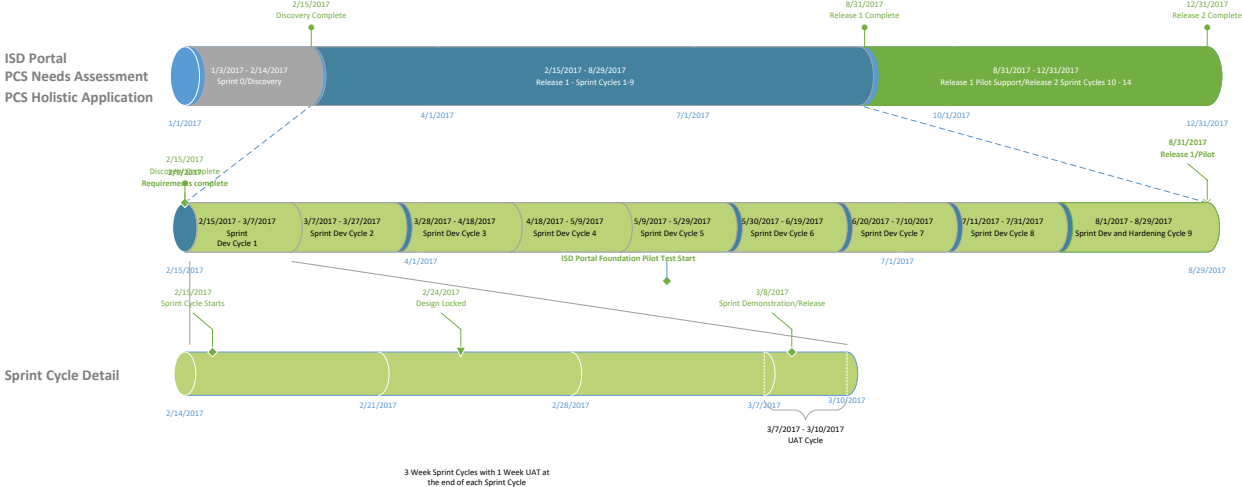 2/15/2017
Discovery Complete
8/31/2017
Release 1 Complete
12/31/2017
Release 2 Complete
ISD Portal
PCS Needs Assessment
PCS Holistic Application
1/3/2017 - 2/14/2017
Sprint 0/Discovery
2/15/2017 - 8/29/2017
Release 1 - Sprint Cycles 1-9
8/31/2017 - 12/31/2017
Release 1 Pilot Support/Release 2 Sprint Cycles 10 - 14
1/1/2017
4/1/2017
7/1/2017
10/1/2017
12/31/2017
2/15/2017
Discovery Complete
2/9/2017
Requirements complete
8/31/2017
Release 1/Pilot
2/15/2017 - 3/7/2017
Sprint
Dev Cycle 1
3/7/2017 - 3/27/2017
Sprint Dev Cycle 2
3/28/2017 - 4/18/2017
Sprint Dev Cycle 3
4/18/2017 - 5/9/2017
Sprint Dev Cycle 4
5/9/2017 - 5/29/2017
Sprint Dev Cycle 5
5/30/2017 - 6/19/2017
Sprint Dev Cycle 6
6/20/2017 - 7/10/2017
Sprint Dev Cycle 7
7/11/2017 - 7/31/2017
Sprint Dev Cycle 8
8/1/2017 - 8/29/2017
Sprint Dev and Hardening Cycle 9
2/15/2017
4/1/2017
ISD Portal Foundation Pilot Test Start
7/1/2017
8/29/2017
2/15/2017
Sprint Cycle Starts
2/24/2017
Design Locked
3/8/2017
Sprint Demonstration/Release
Sprint Cycle Detail
2/14/2017
2/21/2017
2/28/2017
3/7/2017
3/10/2017
3/7/2017 - 3/10/2017
UAT Cycle
3 Week Sprint Cycles with 1 Week UAT at
the end of each Sprint Cycle